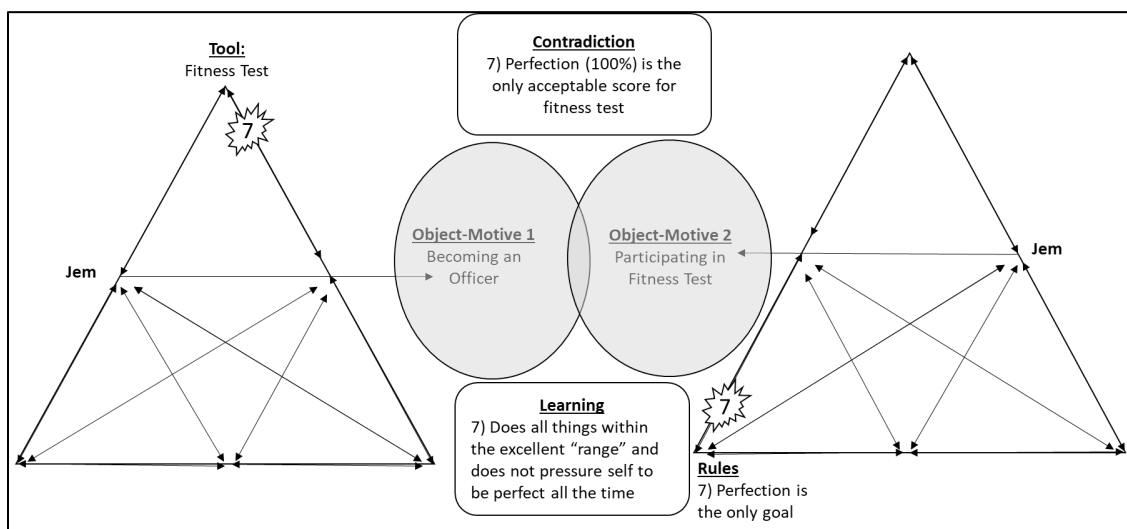 Tool:
Fitness Test
7
Jem
Contradiction
7) Perfection (100%) is the
only acceptable score for
fitness test
Object-Motive 1
Becoming an
Officer
Object-Motive 2
Participating in
Fitness Test
Learning
7) Does all things within
the excellent “range” and
does not pressure self to
be perfect all the time
Jem
7
Rules
7) Perfection is
the only goal